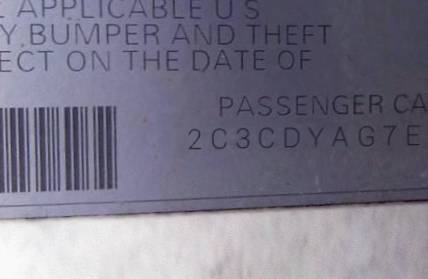 APPLICABLE U S
Y, BUMPER AND THEFT
ECT ON THE DATE OF
PASSENGER CA
2C3CDYAG7E